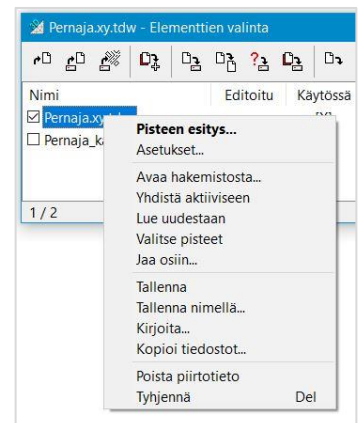 Pernaja.xy.tdw - Elementtien valinta
Nimi Editoitu Käytössä
Pernaja.xy
Pernaja_k
Pisteen esitys...
Asetukset...
Avaa hakemistosta...
Yhdistä aktiiviseen
Lue uudestaan
Valitse pisteet
Jaa osiin...
Tallenna
Tallenna nimellä...
Kirjoita...
Kopioi tiedostot...
Poista piirtotieto
Tyhjennä Del
1 / 2